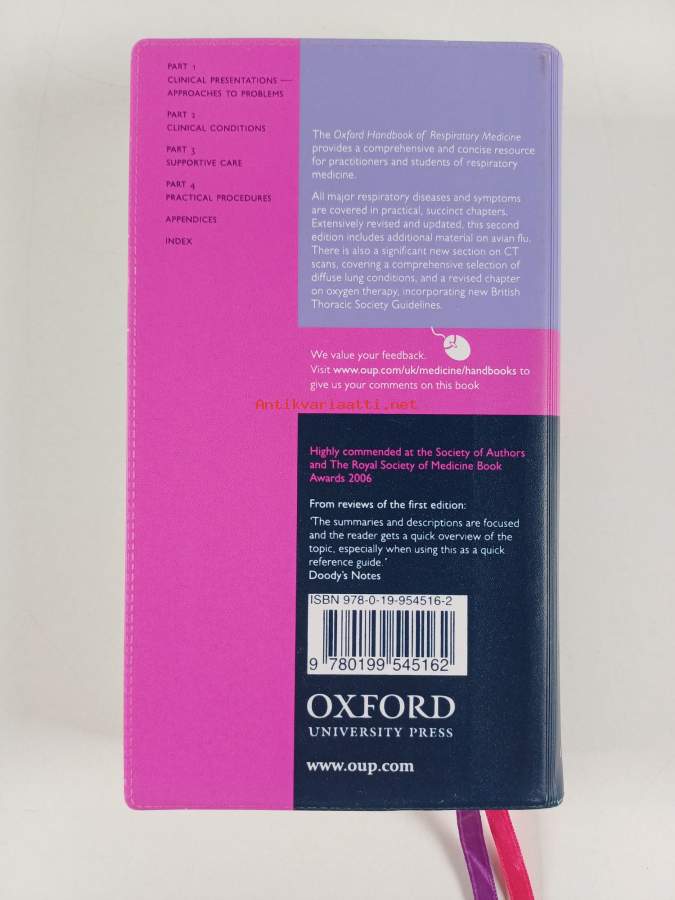 PART 1
CLINICAL PRESENTATIONS —
APPROACHES TO PROBLEMS
PART 2
CLINICAL CONDITIONS
PART 3
SUPPORTIVE CARE
PART 4
PRACTICAL PROCEDURES
APPENDICES
INDEX
The Oxford Handbook of Respiratory Medicine
provides a comprehensive and concise resource
for practitioners and students of respiratory
medicine.
All major respiratory diseases and symptoms
are covered in practical, succinct chapters.
Extensively revised and updated, this second
edition includes additional material on avian flu.
There is also a significant new section on CT
scans, covering a comprehensive selection of
diffuse lung conditions, and a revised chapter
on oxygen therapy, incorporating new British
Thoracic Society Guidelines.
We value your feedback.
Visit www.oup.com/uk/medicine/handbooks to
give us your comments on this book
Antikvariaatti.net
Highly commended at the Society of Authors
and The Royal Society of Medicine Book
Awards 2006
From reviews of the first edition:
'The summaries and descriptions are focused
and the reader gets a quick overview of the
topic, especially when using this as a quick
reference guide.'
Doody's Notes
ISBN 978-0-19-954516-2
9 780199 545162
OXFORD
UNIVERSITY PRESS
www.oup.com